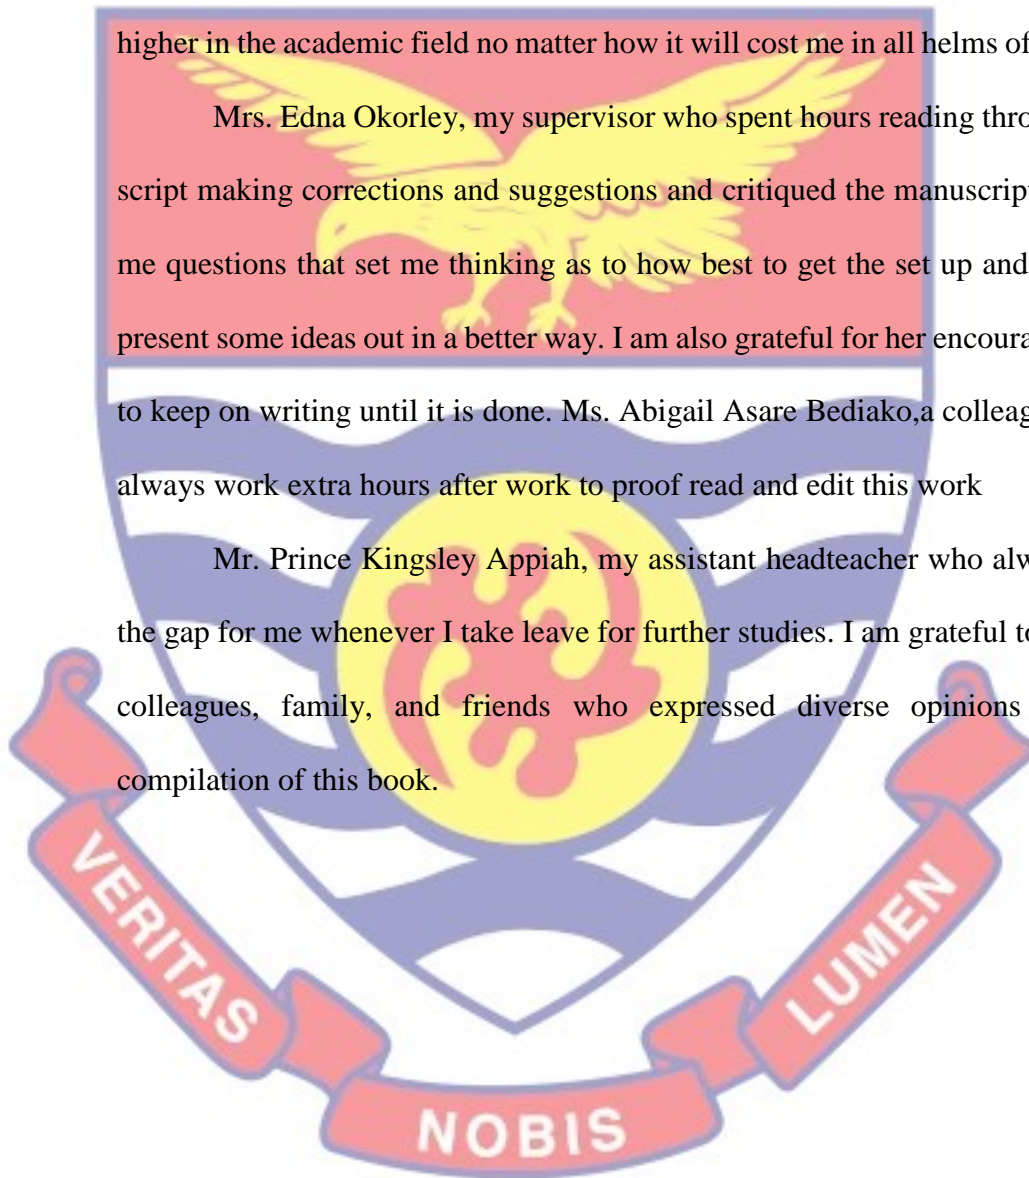 higher in the academic field no matter how it will cost me in all helms of
Mrs. Edna Okorley, my supervisor who spent hours reading thro
script making corrections and suggestions and critiqued the manuscript
me questions that set me thinking as to how best to get the set up and
present some ideas out in a better way. I am also grateful for her encoura
to keep on writing until it is done. Ms. Abigail Asare Bediako,a colleag
always work extra hours after work to proof read and edit this work
Mr. Prince Kingsley Appiah, my assistant headteacher who alw
the gap for me whenever I take leave for further studies. I am grateful to
colleagues, family, and friends who expressed diverse opinions
compilation of this book.
VERITAS
NOBIS
LUMEN